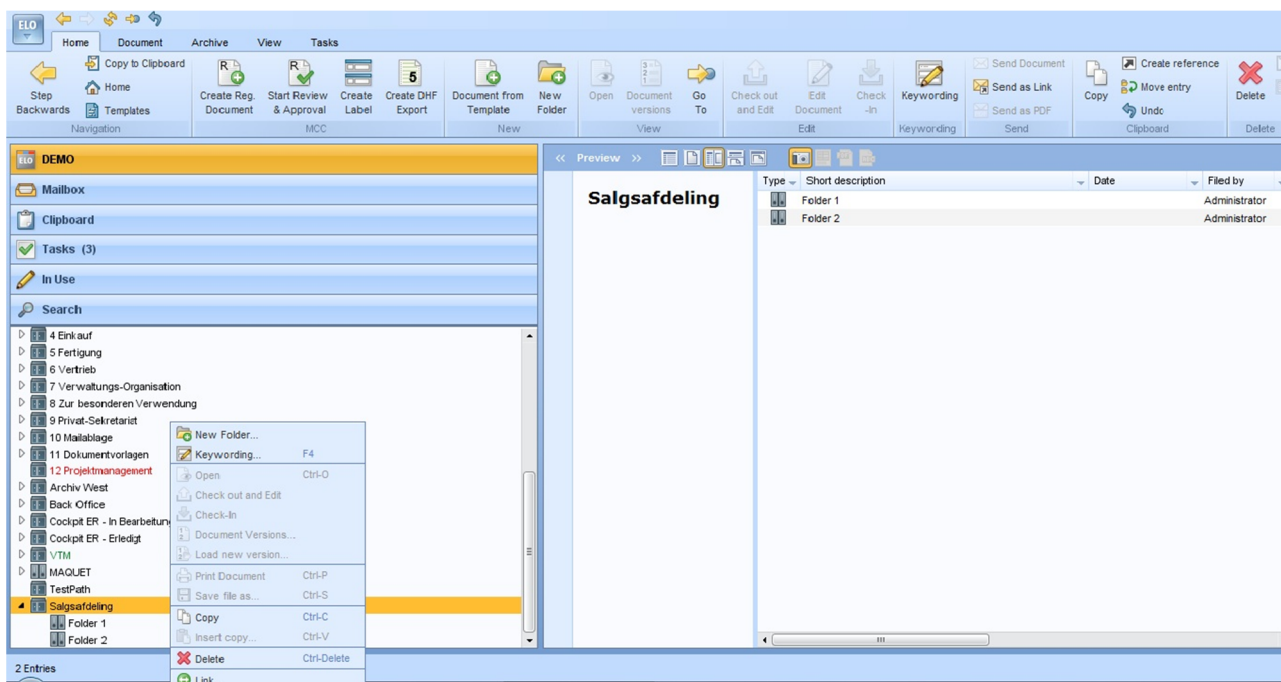 ELO
Home Document Archive View Tasks
Step Backwards
Copy to Clipboard
Home
Templates
Navigation
Create Reg. Document
Start Review & Approval
Create Label
Create DHF Export
MCC
Document from Template
New Folder
New
Open
Document versions
Go To
View
Check out and Edit
Edit Document
Check -In
Edit
Keywording
Keywording
Send Document
Send as Link
Send as PDF
Send
Copy
Create reference
Move entry
Undo
Clipboard
Delete
Delete
DEMO
Mailbox
Clipboard
Tasks (3)
In Use
Search
4 Einkauf
5 Fertigung
6 Vertrieb
7 Verwaltungs-Organisation
8 Zur besonderen Verwendung
9 Privat-Sekretariat
10 Mailablage
11 Dokumentvorlagen
12 Projektmanagement
Archiv West
Back Office
Cockpit ER - In Bearbeitung
Cockpit ER - Erledigt
VTM
MAQUET
TestPath
Salgsafdeling
Folder 1
Folder 2
New Folder...
Keywording... F4
Open Ctrl-O
Check out and Edit
Check-In
Document Versions...
Load new version...
Print Document Ctrl-P
Save file as... Ctrl-S
Copy Ctrl-C
Insert copy... Ctrl-V
Delete Ctrl-Delete
Link
2 Entries
<< Preview >>
Salgsafdeling
Type Short description Date Filed by
Folder 1 Administrator
Folder 2 Administrator